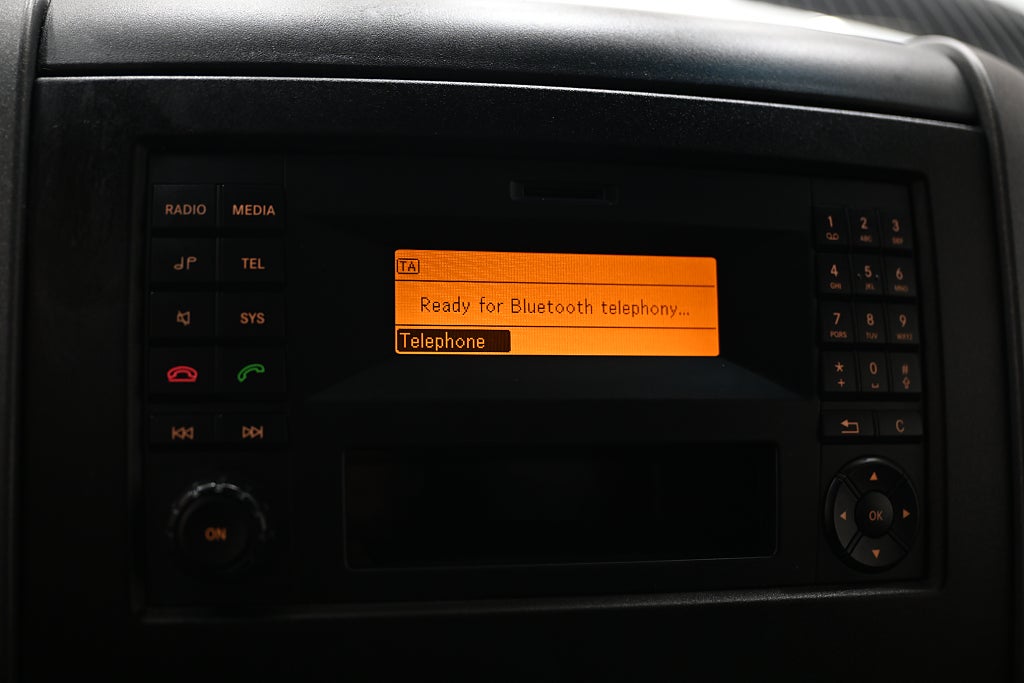 RADIO MEDIA
TEL
SYS
ON
TA
Ready for Bluetooth telephony...
Telephone
1 2 3
ABC DEF
4 5 6
GHI JKL MNO
7 8 9
PQRS TUV WXYZ
* 0 #
+
C
OK